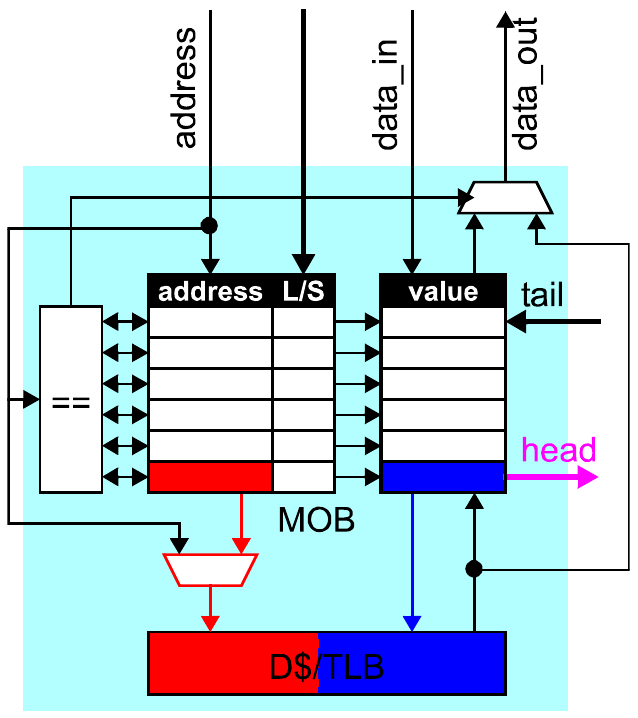 address
data_in
data_out
address L/S
value
tail
==
head
MOB
D$/TLB